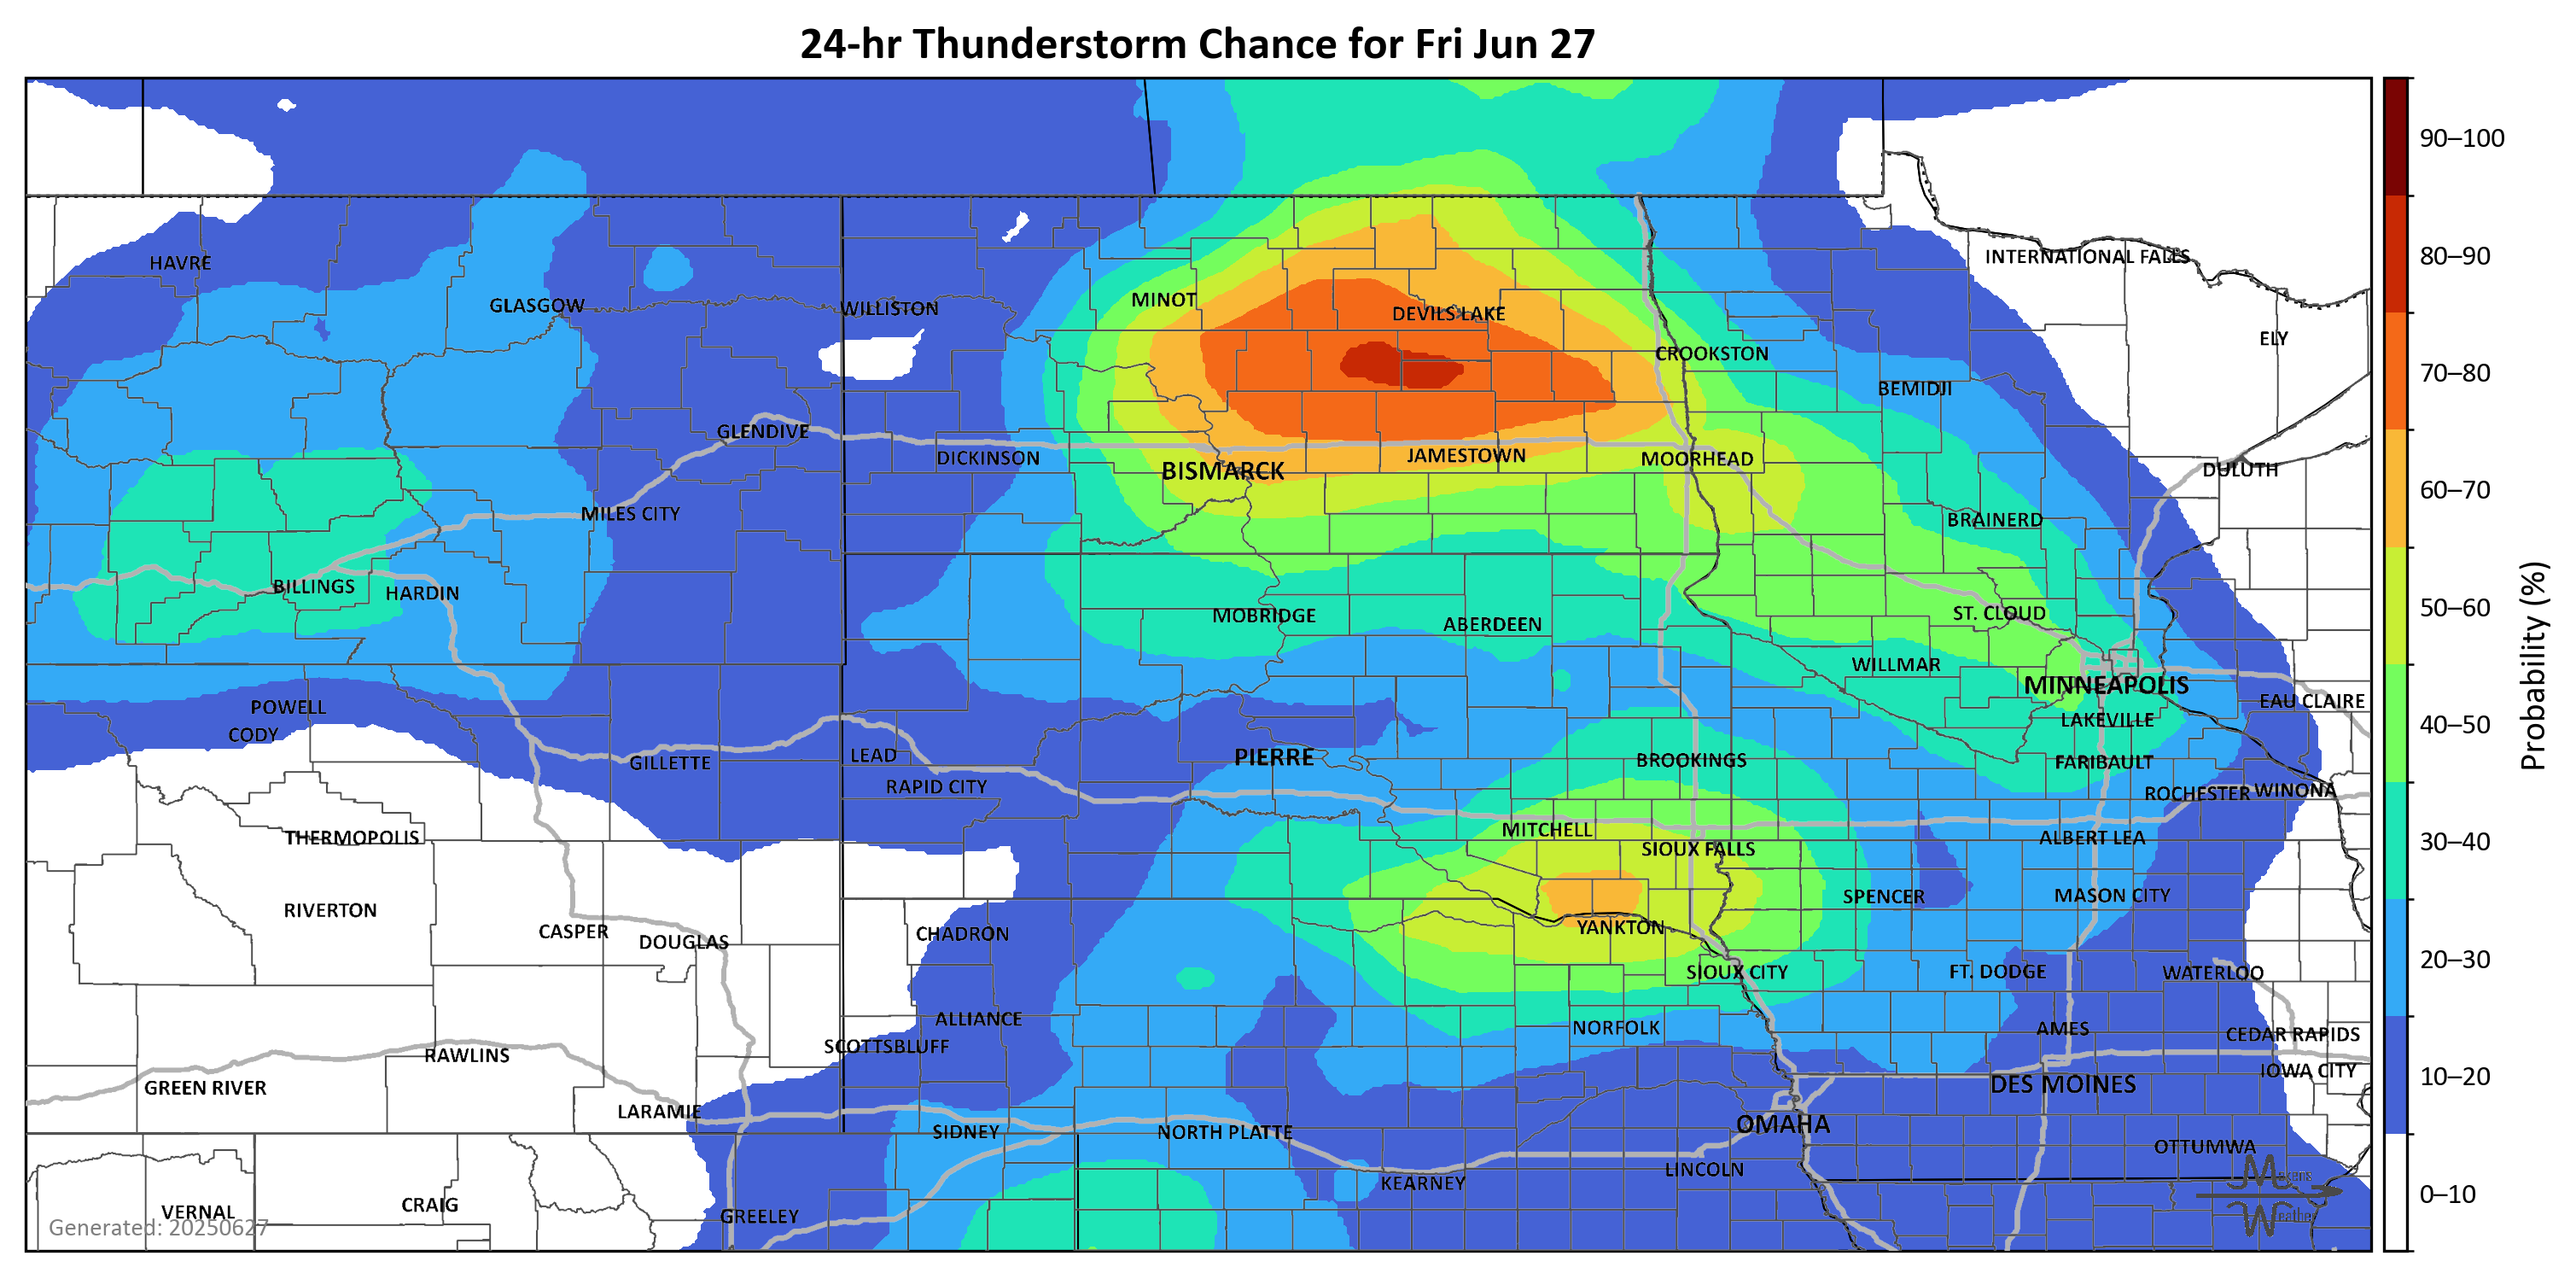 24-hr Thunderstorm Chance for Fri Jun 27
90–100
HAVRE
INTERNATIONAL FALLS
80–90
GLASGOW
WILLISTON
MINOT
DEVILS LAKE
ELY
CROOKSTON
70–80
BEMIDJI
GLENDIVE
DICKINSON
BISMARCK
JAMESTOWN
MOORHEAD
DULUTH
60–70
MILES CITY
BRAINERD
BILLINGS
HARDIN
MOBRIDGE
ABERDEEN
ST. CLOUD
50–60
WILLMAR
MINNEAPOLIS
EAU CLAIRE
Probability (%)
POWELL
CODY
LAKEVILLE
40–50
GILLETTE
LEAD
PIERRE
BROOKINGS
FARIBAULT
RAPID CITY
ROCHESTER
WINONA
THERMOPOLIS
MITCHELL
SIOUX FALLS
ALBERT LEA
30–40
RIVERTON
SPENCER
MASON CITY
CASPER
DOUGLAS
CHADRON
YANKTON
20–30
SIOUX CITY
FT. DODGE
WATERLOO
ALLIANCE
NORFOLK
AMES
CEDAR RAPIDS
SCOTTSBLUFF
RAWLINS
IOWA CITY
10–20
GREEN RIVER
DES MOINES
LARAMIE
SIDNEY
NORTH PLATTE
OMAHA
OTTUMWA
LINCOLN
KEARNEY
Makens
Weather
0–10
VERNAL
CRAIG
GREELEY
Generated: 20250627